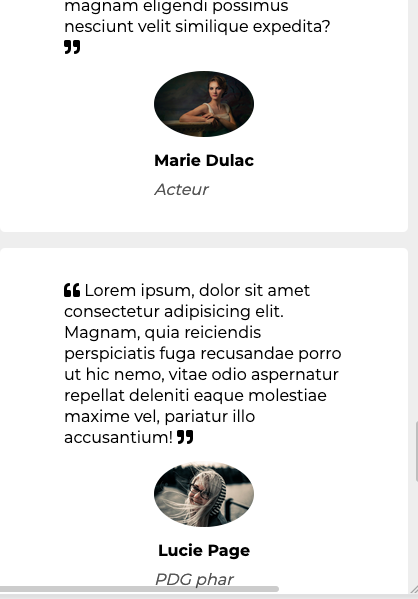 magnam eligendi possimus
nesciunt velit similique expedita?
”
Marie Dulac
Acteur
“ Lorem ipsum, dolor sit amet
consectetur adipisicing elit.
Magnam, quia reiciendis
perspiciatis fuga recusandae porro
ut hic nemo, vitae odio aspernatur
repellat deleniti eaque molestiae
maxime vel, pariatur illo
accusantium! ”
Lucie Page
PDG phar